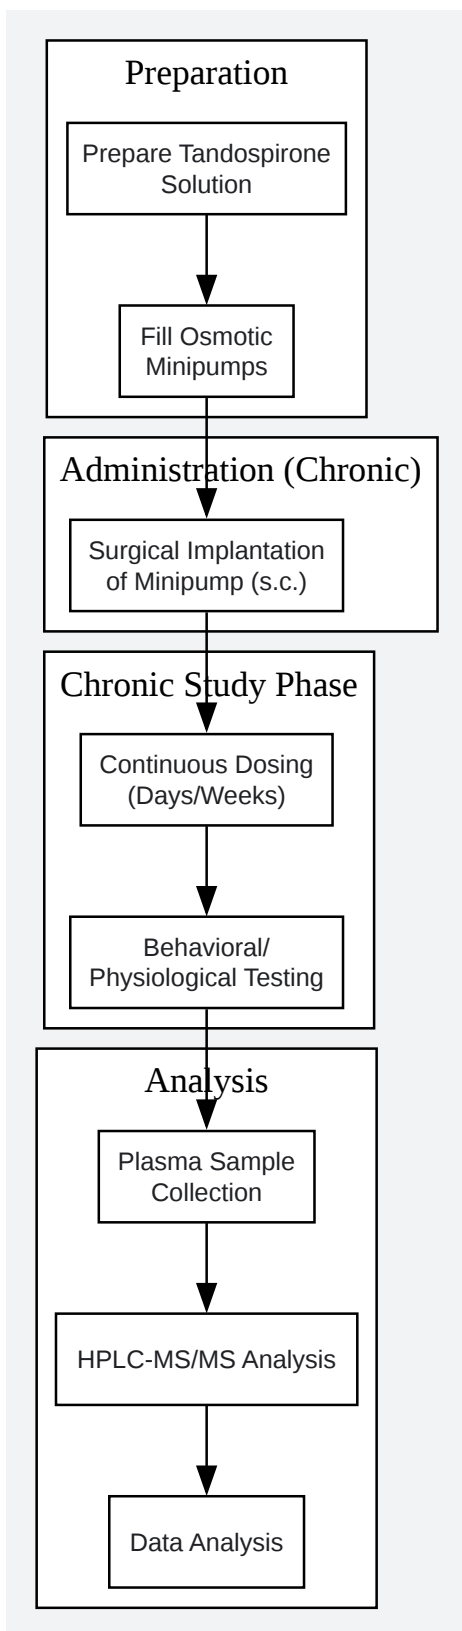 Preparation
Prepare Tandospirone
Solution
Fill Osmotic
Minipumps
Administration (Chronic)
Surgical Implantation
of Minipump (s.c.)
Chronic Study Phase
Continuous Dosing
(Days/Weeks)
Behavioral/
Physiological Testing
Analysis
Plasma Sample
Collection
HPLC-MS/MS Analysis
Data Analysis